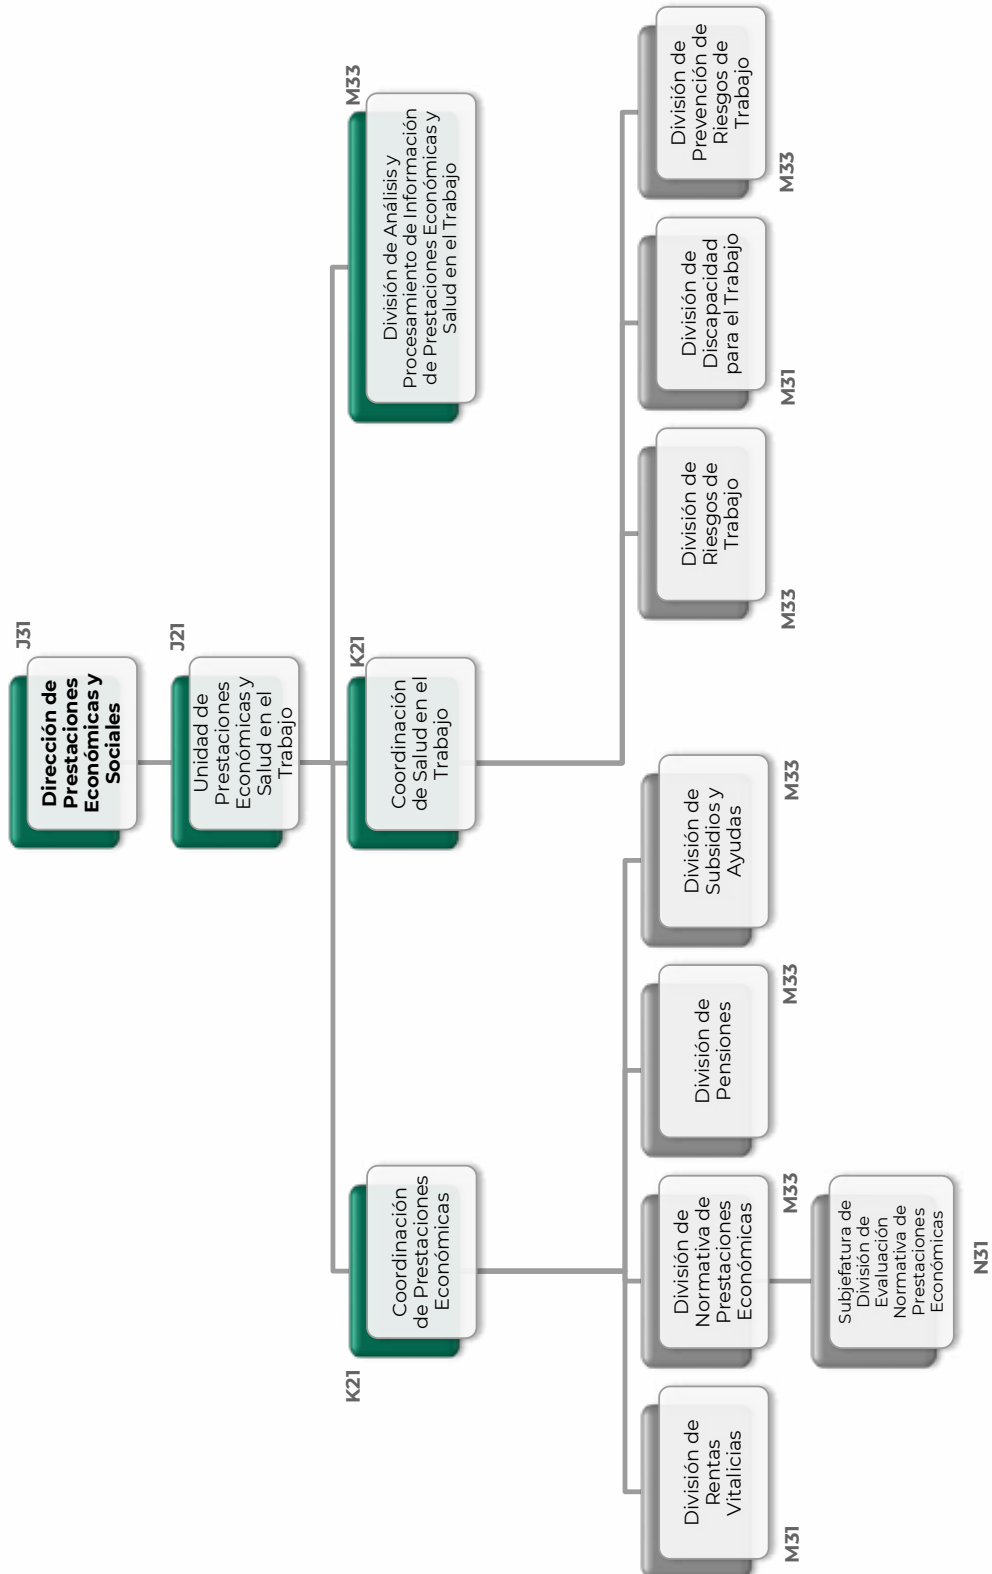 J31
Dirección de
Prestaciones
Económicas y
Sociales
J21
Unidad de
Prestaciones
Económicas y
Salud en el
Trabajo
K21
Coordinación
de Prestaciones
Económicas
K21
Coordinación
de Salud en el
Trabajo
M33
División de Análisis y
Procesamiento de Información
de Prestaciones Económicas y
Salud en el Trabajo
División de
Rentas
Vitalicias
M31
División de
Normativa de
Prestaciones
Económicas
M33
División de
Pensiones
M33
División de
Subsidios y
Ayudas
M33
División de
Riesgos de
Trabajo
M33
División de
Discapacidad
para el Trabajo
M31
División de
Prevención de
Riesgos de
Trabajo
M33
Subjefatura de
División de
Evaluación
Normativa de
Prestaciones
Económicas
N31